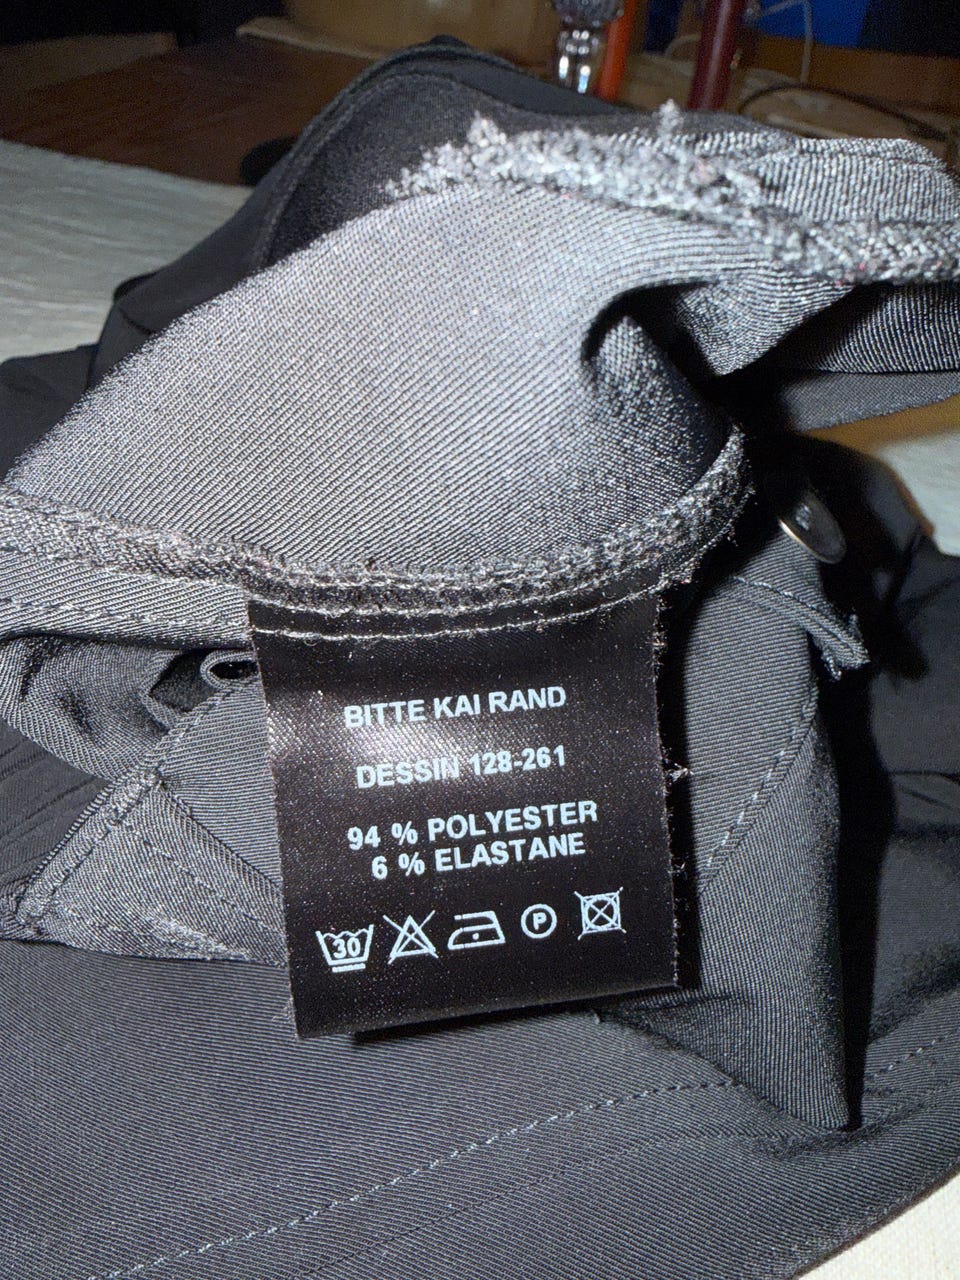 BITTE KAI RAND
DESSIN 128-261
94 % POLYESTER
6 % ELASTANE
30 P